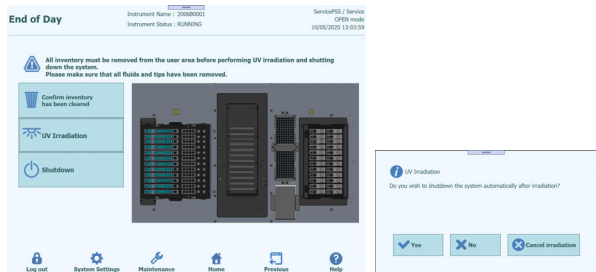 End of Day
Instrument Name : 200680001
Instrument Status : RUNNING
ServicePSS / Service
OPEN mode
10/05/2020 13:03:59
All inventory must be removed from the user area before performing UV irradiation and shutting
down the system.
Please make sure that all fluids and tips have been removed.
Confirm inventory
has been cleared
UV Irradiation
Shutdown
Log out
System Settings
Maintenance
Home
Previous
Help
UV Irradiation
Do you wish to shutdown the system automatically after irradiation?
Yes
No
Cancel irradiation